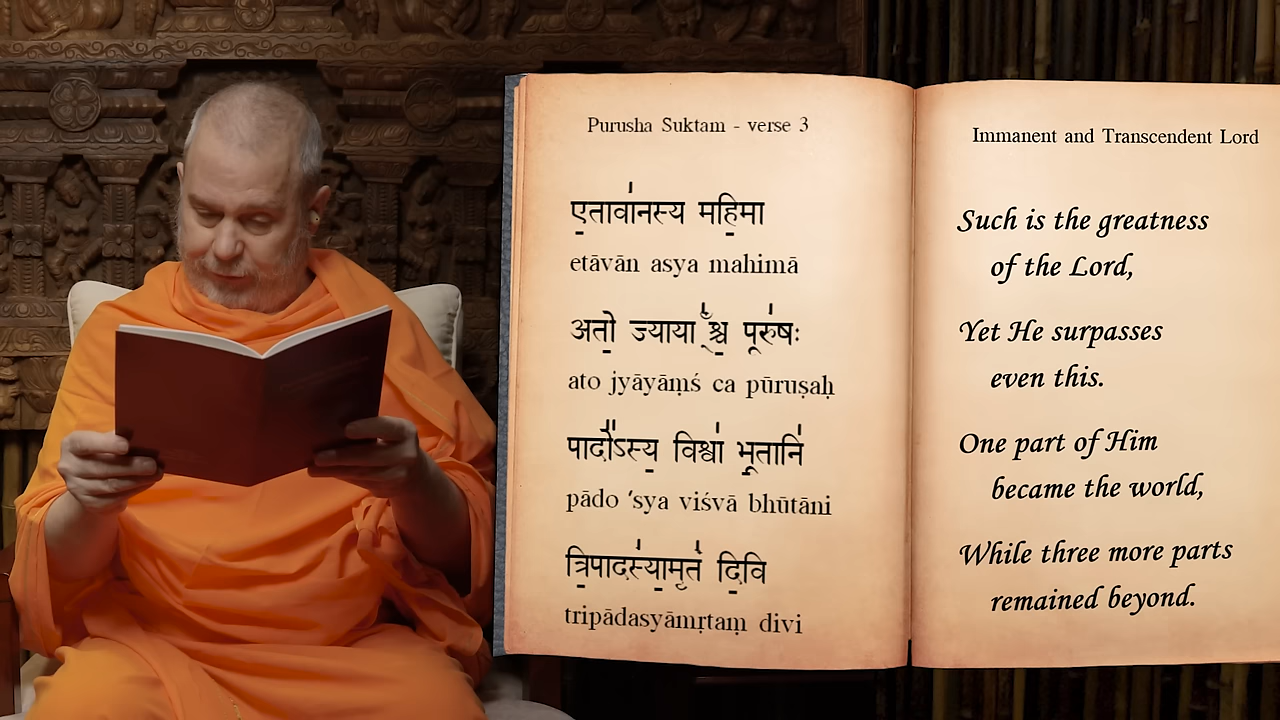 Purusha Suktam - verse 3
ए॒तावा॑नस्य महि॒मा
etāvān asya mahimā
अतो॒ ज्याया॑ꣳश्च॒ पूरु॑षः
ato jyāyāṃś ca pūruṣaḥ
पादो᳚ऽस्य॒ विश्वा॑ भू॒तानि॑
pādo 'sya viśvā bhūtāni
त्रि॒पादस्या॒मृतं॑ दि॒वि
tripādasyāmṛtaṃ divi
Immanent and Transcendent Lord
Such is the greatness
of the Lord,
Yet He surpasses
even this.
One part of Him
became the world,
While three more parts
remained beyond.